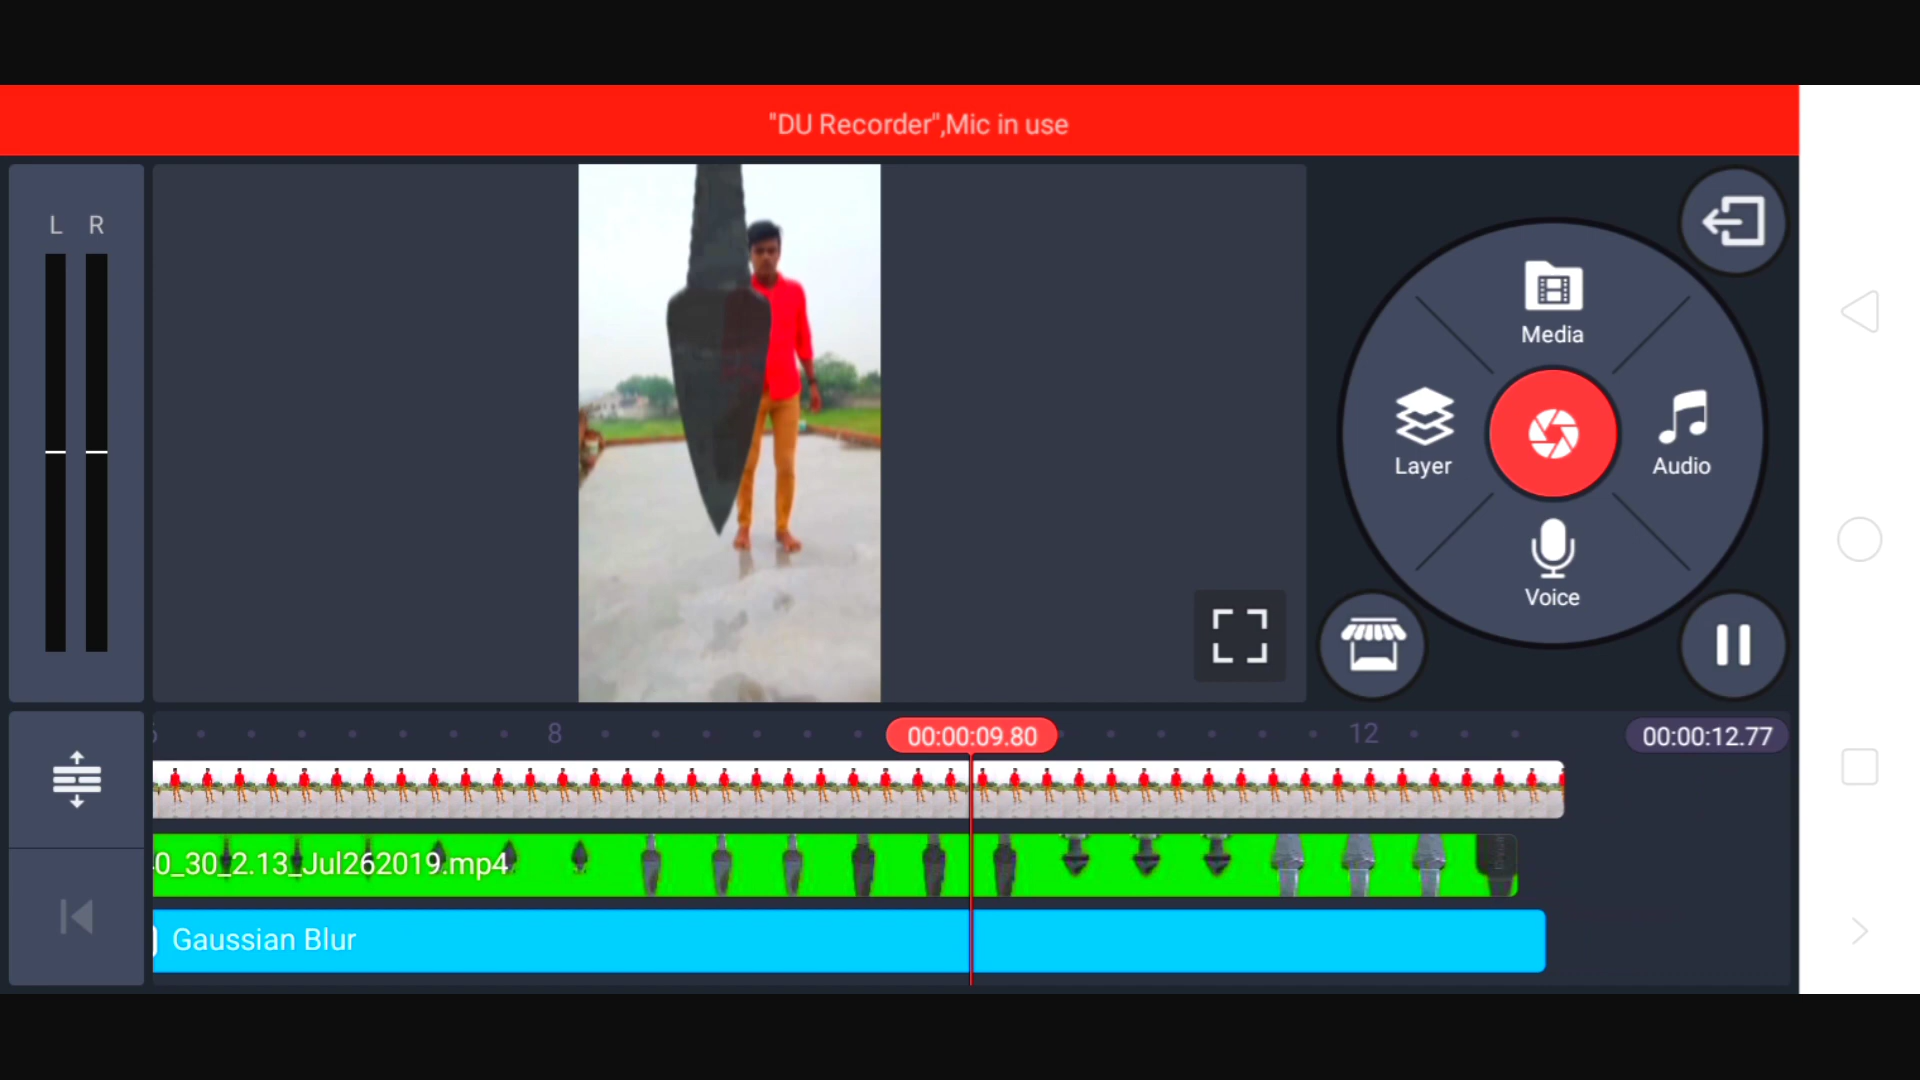 "DU Recorder",Mic in use
L R
Media
Layer
Audio
Voice
8
00:00:09.80
12
00:00:12.77
0_30_2.13_Jul262019.mp4
Gaussian Blur